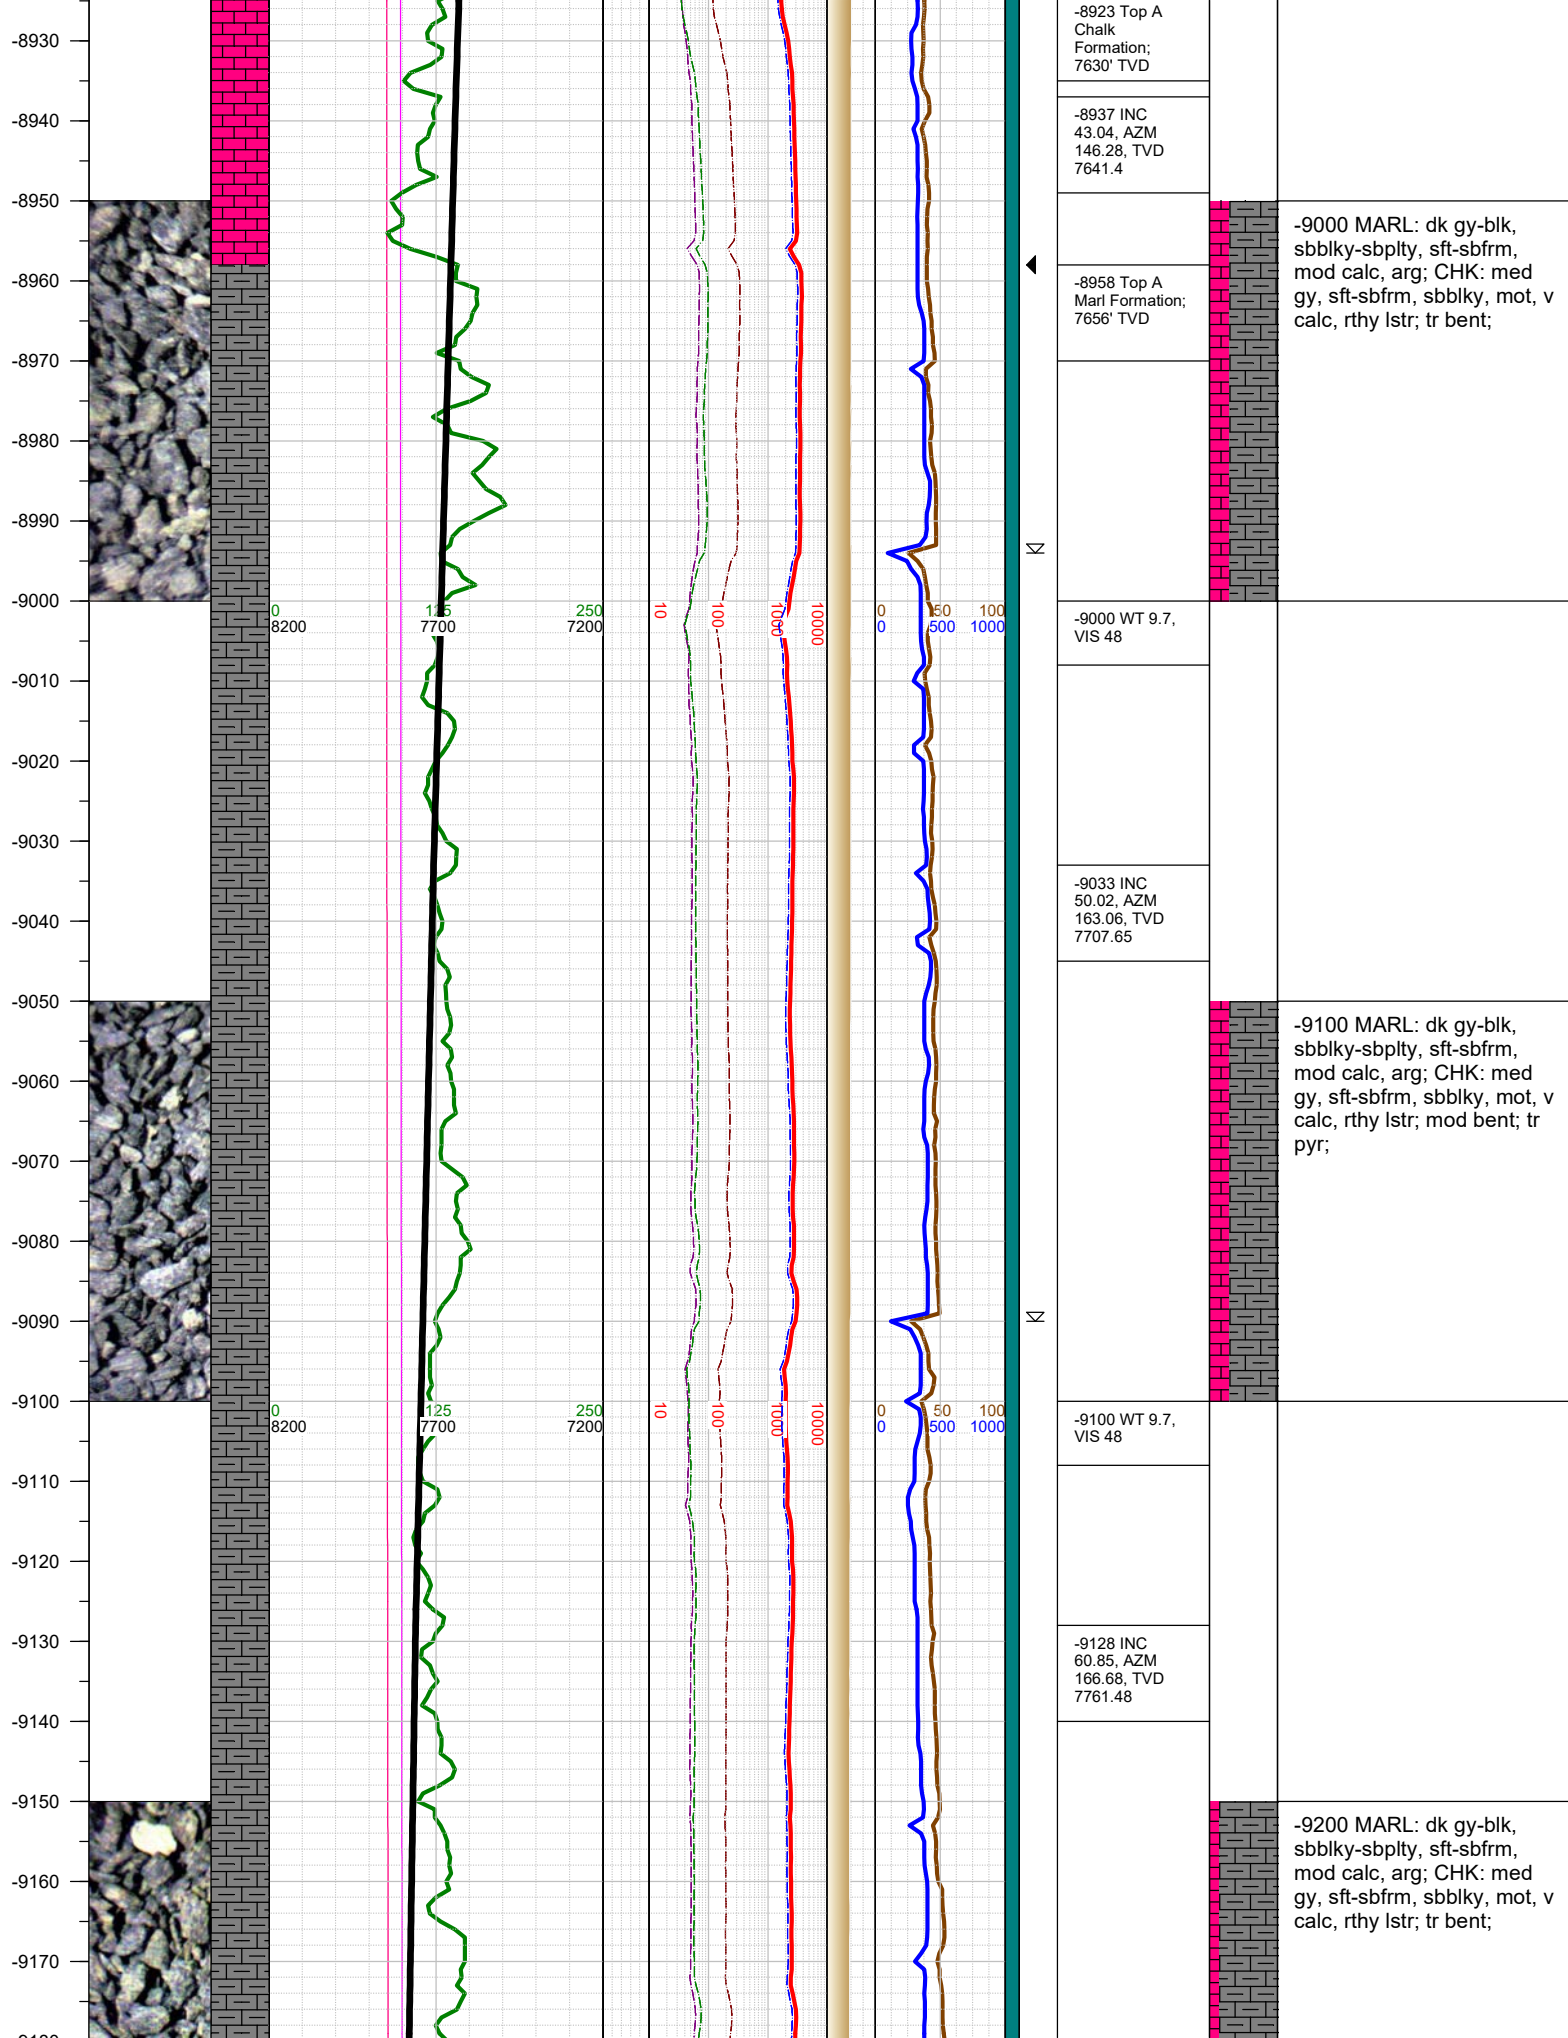 -8923 Top A
Chalk
Formation;
7630' TVD
-8930
-8937 INC
43.04, AZM
146.28, TVD
7641.4
-8940
-8950
-9000 MARL: dk gy-blk,
sbblky-sbplty, sft-sbfrm,
mod calc, arg; CHK: med
gy, sft-sbfrm, sbblky, mot, v
calc, rthy lstr; tr bent;
-8960
-8958 Top A
Marl Formation;
7656' TVD
-8970
-8980
-8990
-9000
0 125 250 10 100 1000 10000 0 50 100
8200 7700 7200 0 500 1000
-9000 WT 9.7,
VIS 48
-9010
-9020
-9030
-9033 INC
50.02, AZM
163.06, TVD
7707.65
-9040
-9050
-9100 MARL: dk gy-blk,
sbblky-sbplty, sft-sbfrm,
mod calc, arg; CHK: med
gy, sft-sbfrm, sbblky, mot, v
calc, rthy lstr; mod bent; tr
pyr;
-9060
-9070
-9080
-9090
-9100
0 125 250 10 100 1000 10000 0 50 100
8200 7700 7200 0 500 1000
-9100 WT 9.7,
VIS 48
-9110
-9120
-9130
-9128 INC
60.85, AZM
166.68, TVD
7761.48
-9140
-9150
-9200 MARL: dk gy-blk,
sbblky-sbplty, sft-sbfrm,
mod calc, arg; CHK: med
gy, sft-sbfrm, sbblky, mot, v
calc, rthy lstr; tr bent;
-9160
-9170